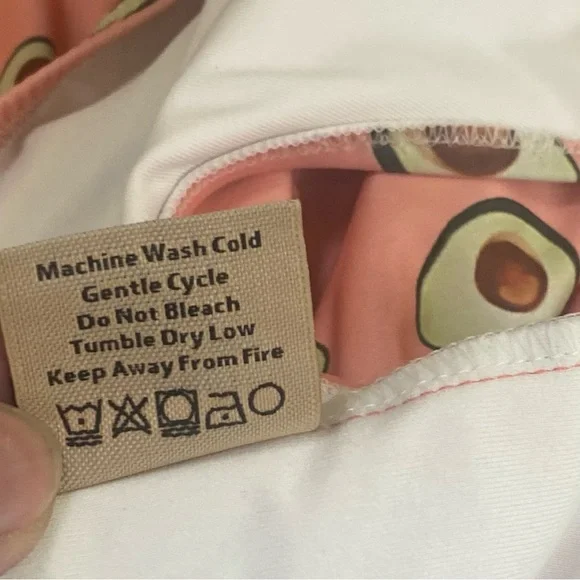 Machine Wash Cold
Gentle Cycle
Do Not Bleach
Tumble Dry Low
Keep Away From Fire